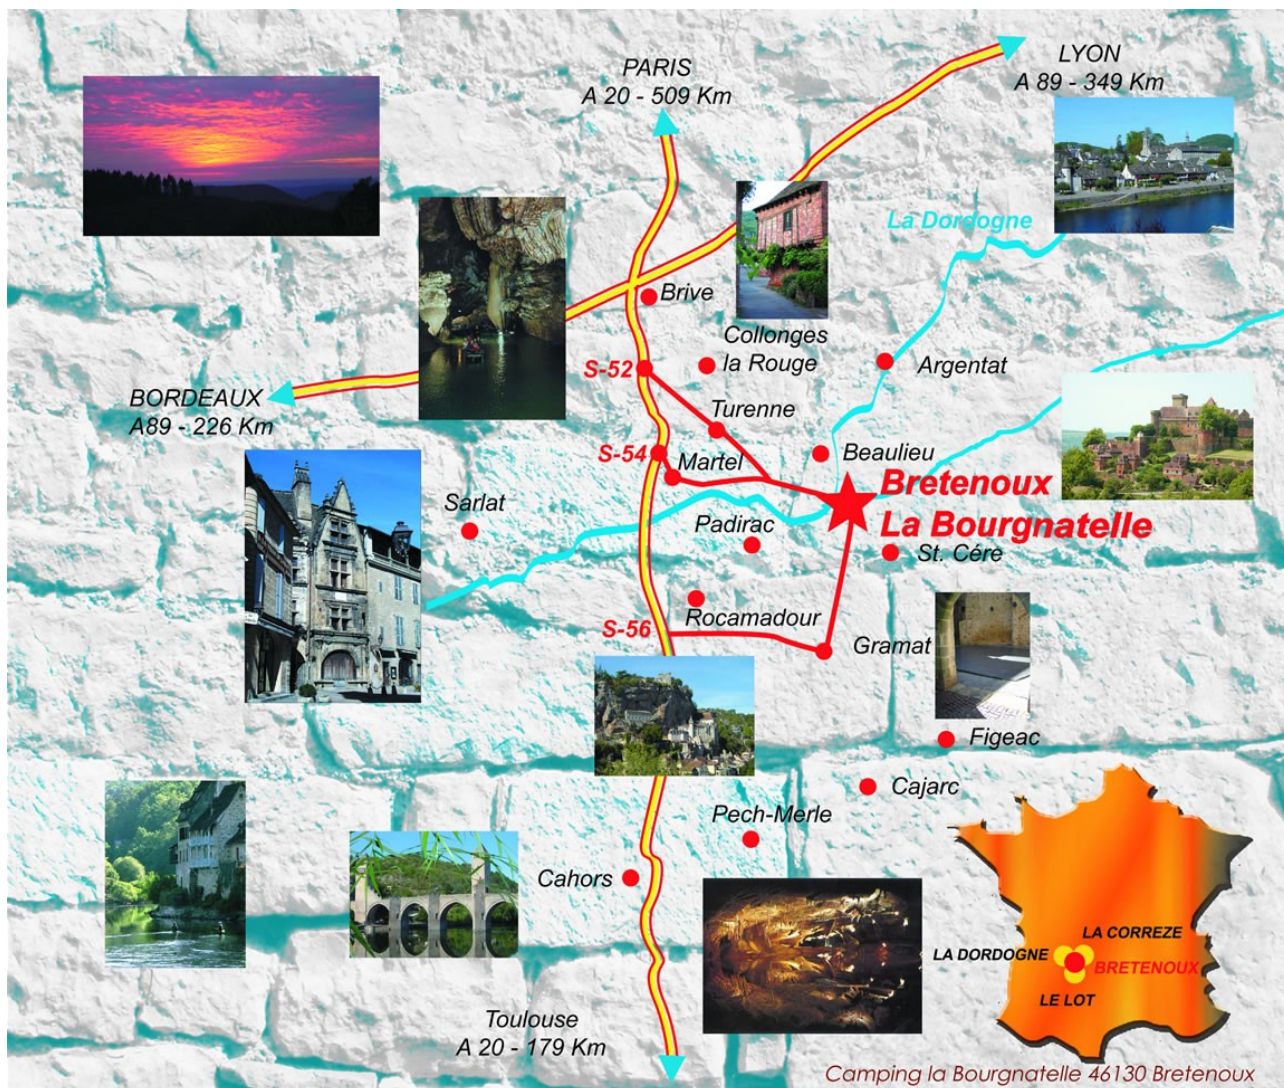 PARIS
A 20 - 509 Km
LYON
A 89 - 349 Km
La Dordogne
Brive
Collonges
la Rouge
S-52
Argentat
BORDEAUX
A89 - 226 Km
Turenne
S-54
Martel
Beaulieu
Bretenoux
La Bourgnatelle
Sarlat
Padirac
St. Cére
Rocamadour
S-56
Gramat
Figeac
Cajarc
Pech-Merle
Cahors
LA CORREZE
LA DORDOGNE
BRETENOUX
LE LOT
Toulouse
A 20 - 179 Km
Camping la Bourgnatelle 46130 Bretenoux